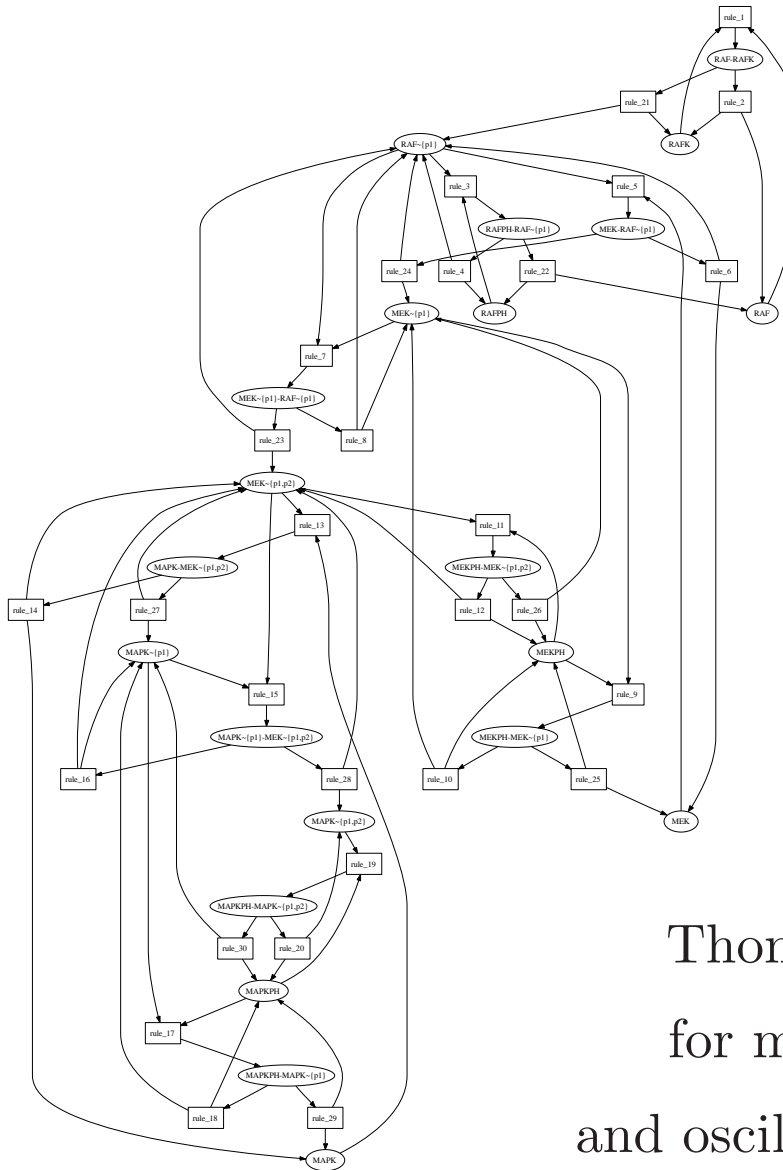 rule_1
RAF-RAFK
rule_21
rule_2
RAF~{p1}
RAFK
rule_3
rule_5
RAFPH-RAF~{p1}
MEK-RAF~{p1}
rule_24
rule_4
rule_22
rule_6
MEK~{p1}
RAFPH
RAF
rule_7
MEK~{p1}-RAF~{p1}
rule_23
rule_8
MEK~{p1,p2}
rule_13
rule_11
MAPK-MEK~{p1,p2}
MEKPH-MEK~{p1,p2}
rule_14
rule_27
rule_12
rule_26
MAPK~{p1}
MEKPH
rule_15
rule_9
MAPK~{p1}-MEK~{p1,p2}
MEKPH-MEK~{p1}
rule_16
rule_28
rule_10
rule_25
MAPK~{p1,p2}
MEK
rule_19
MAPKPH-MAPK~{p1,p2}
rule_30
rule_20
Thon
MAPKPH
rule_17
for m
MAPKPH-MAPK~{p1}
rule_18
rule_29
and oscil
MAPK